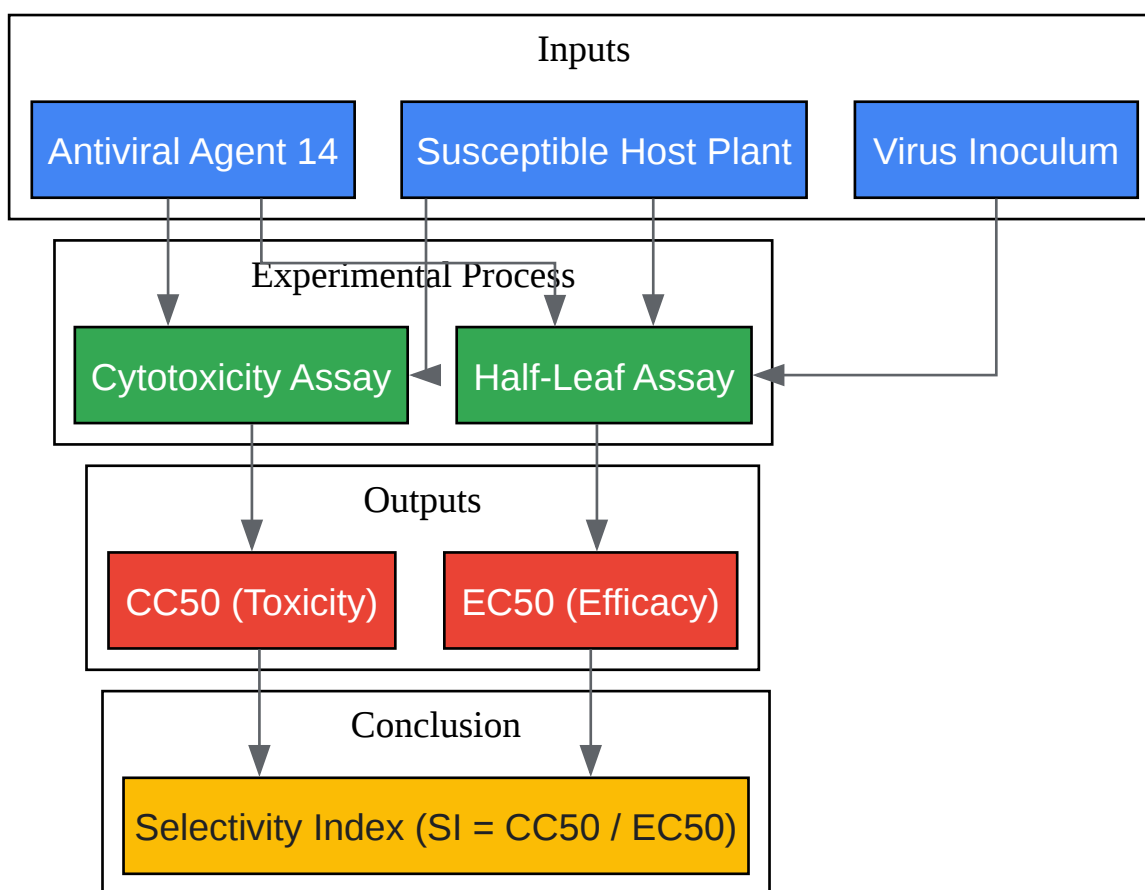 Inputs
Antiviral Agent 14
Susceptible Host Plant
Virus Inoculum
Experimental Process
Cytotoxicity Assay
Half-Leaf Assay
Outputs
CC50 (Toxicity)
EC50 (Efficacy)
Conclusion
Selectivity Index (SI = CC50 / EC50)